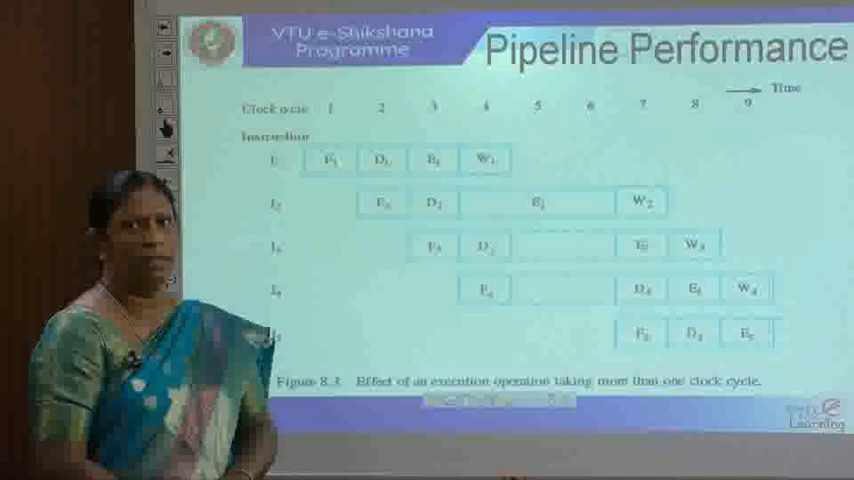 VTU e-Shikshana
Programme
Pipeline Performance
Time
Clock cycle 1 2 3 4 5 6 7 8 9
Instruction
I1 F1 D1 E1 W1
I2 F2 D2 E2 W2
I3 F3 D3 E3 W3
I4 F4 D4 E4 W4
I5 F5 D5 E5
Figure 8.3 Effect of an execution operation taking more than one clock cycle.
Learning